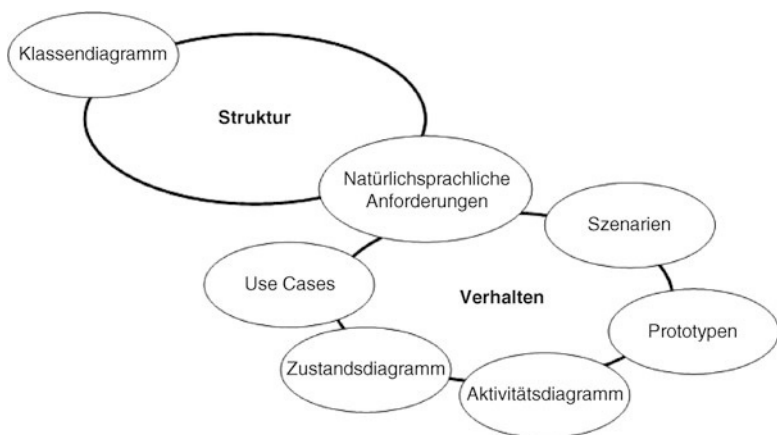 Klassendiagramm
Struktur
Natürlichsprachliche
Anforderungen
Szenarien
Use Cases
Verhalten
Prototypen
Zustandsdiagramm
Aktivitätsdiagramm